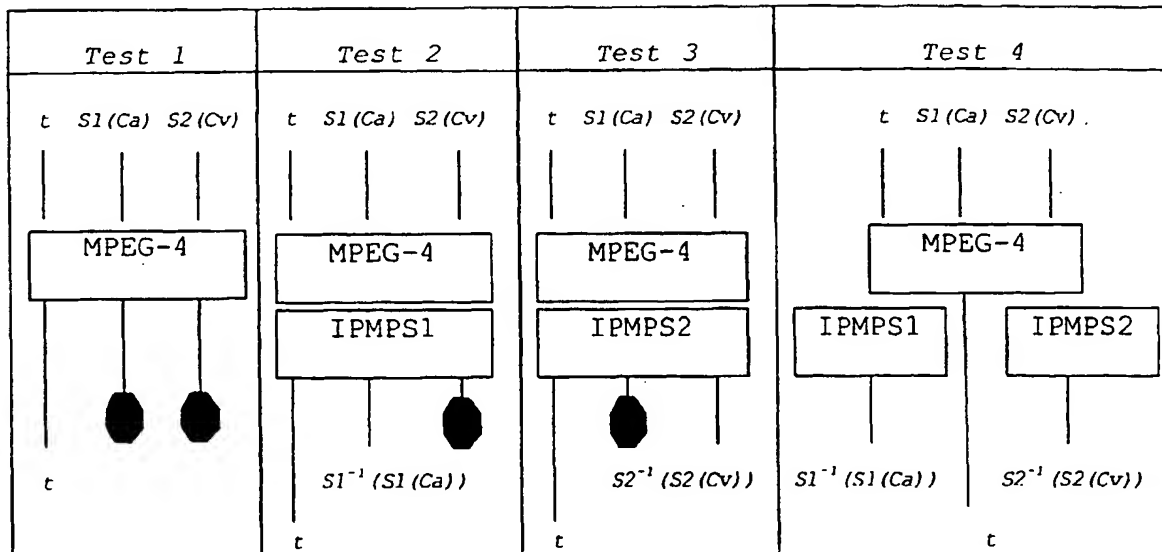 Test 1 Test 2 Test 3 Test 4
t S1(Ca) S2(Cv) t S1(Ca) S2(Cv) t S1(Ca) S2(Cv) t S1(Ca) S2(Cv)
MPEG-4 MPEG-4 MPEG-4 MPEG-4
IPMPS1 IPMPS2 IPMPS1 IPMPS2
t S1⁻¹(S1(Ca)) S2⁻¹(S2(Cv)) S1⁻¹(S1(Ca)) S2⁻¹(S2(Cv))
t t t